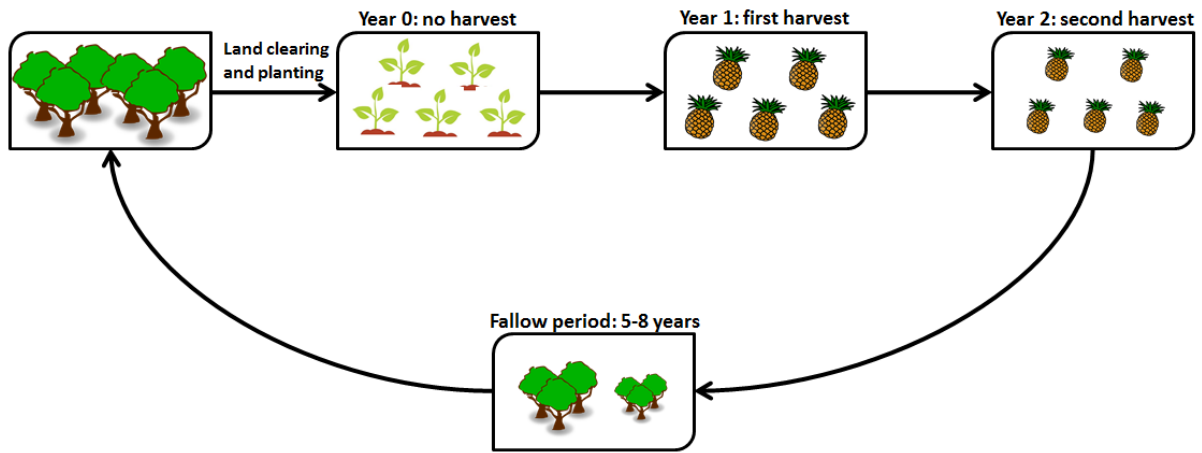 Year 0: no harvest
Year 1: first harvest
Year 2: second harvest
Land clearing
and planting
Fallow period: 5-8 years